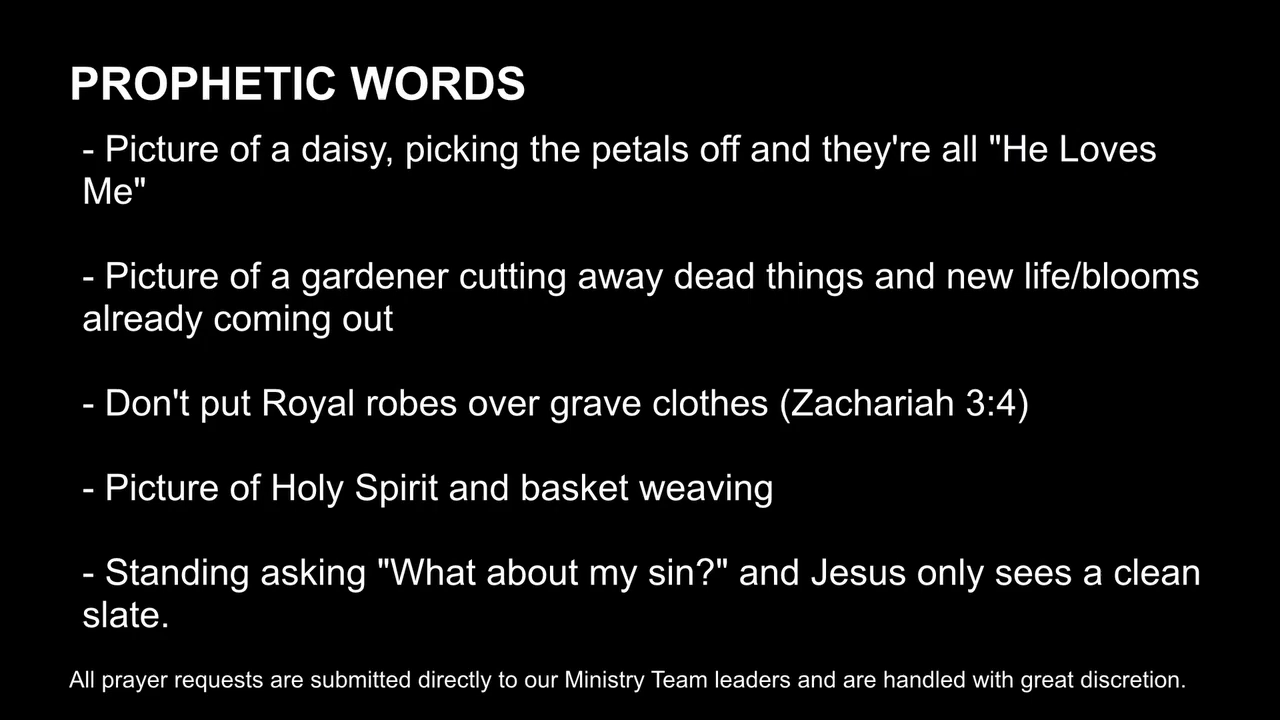 PROPHETIC WORDS
- Picture of a daisy, picking the petals off and they're all "He Loves
Me"
- Picture of a gardener cutting away dead things and new life/blooms
already coming out
- Don't put Royal robes over grave clothes (Zachariah 3:4)
- Picture of Holy Spirit and basket weaving
- Standing asking "What about my sin?" and Jesus only sees a clean
slate.
All prayer requests are submitted directly to our Ministry Team leaders and are handled with great discretion.